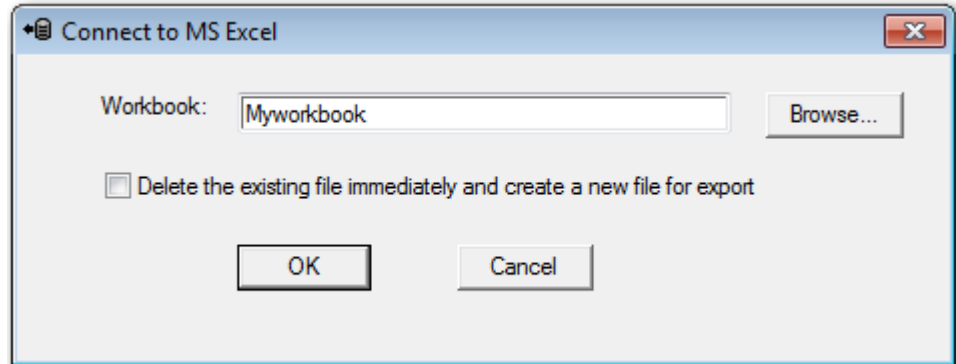 Connect to MS Excel
Workbook: Myworkbook Browse...
Delete the existing file immediately and create a new file for export
OK Cancel